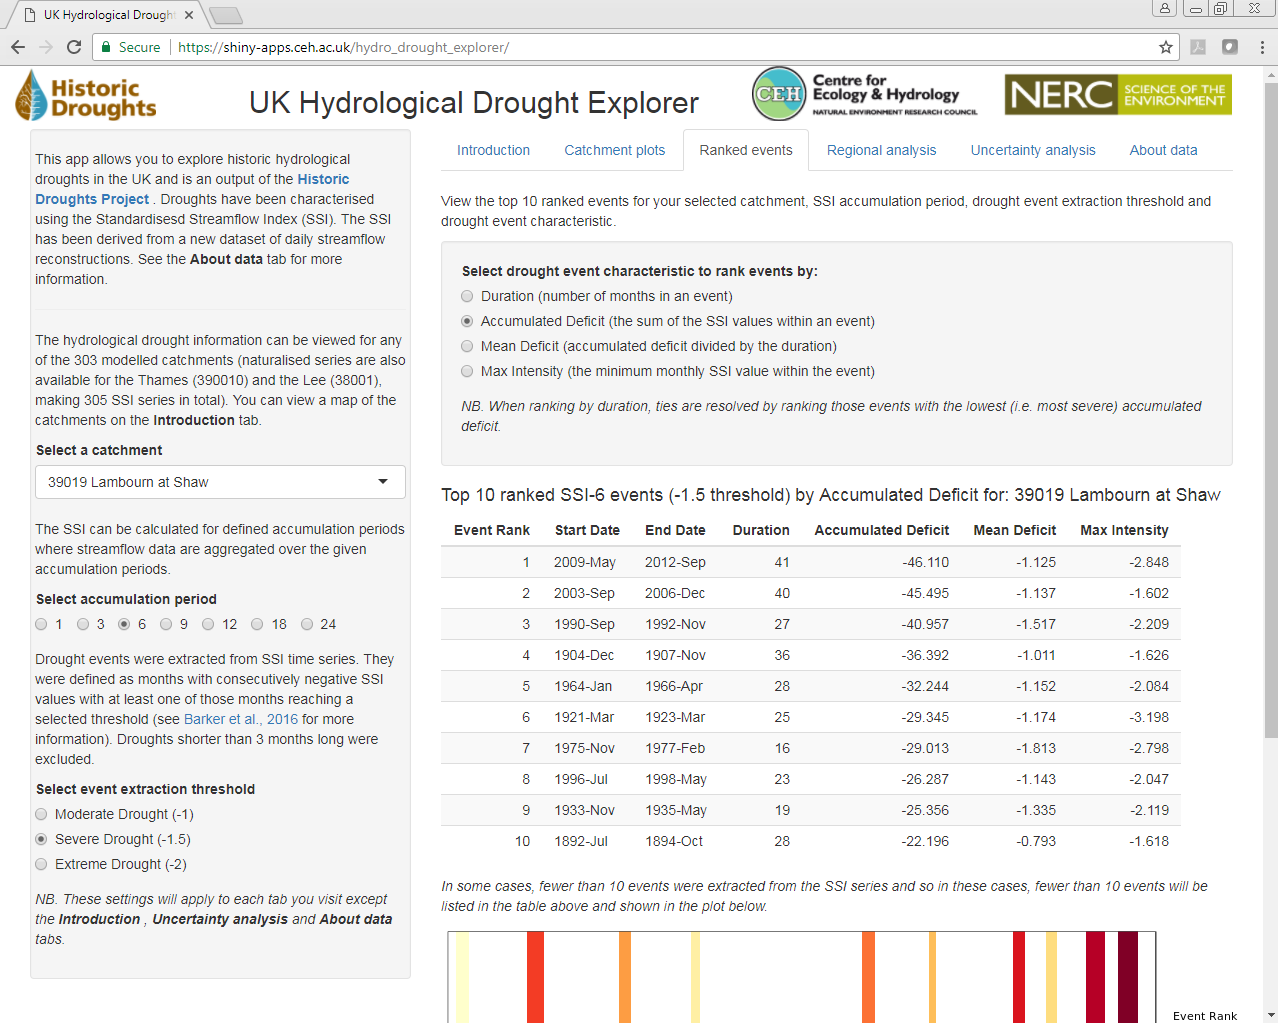 UK Hydrological Drough
Secure
https://shiny-apps.ceh.ac.uk/hydro_drought_explorer/
Historic
Droughts
UK Hydrological Drought Explorer
CEH
Centre for
Ecology & Hydrology
NATURAL ENVIRONMENT RESEARCH COUNCIL
NERC
SCIENCE OF THE
ENVIRONMENT
This app allows you to explore historic hydrological
droughts in the UK and is an output of the Historic
Droughts Project . Droughts have been characterised
using the Standardisesd Streamflow Index (SSI). The SSI
has been derived from a new dataset of daily streamflow
reconstructions. See the About data tab for more
information.
The hydrological drought information can be viewed for any
of the 303 modelled catchments (naturalised series are also
available for the Thames (390010) and the Lee (38001),
making 305 SSI series in total). You can view a map of the
catchments on the Introduction tab.
Select a catchment
39019 Lambourn at Shaw
The SSI can be calculated for defined accumulation periods
where streamflow data are aggregated over the given
accumulation periods.
Select accumulation period
1 3 6 9 12 18 24
Drought events were extracted from SSI time series. They
were defined as months with consecutively negative SSI
values with at least one of those months reaching a
selected threshold (see Barker et al., 2016 for more
information). Droughts shorter than 3 months long were
excluded.
Select event extraction threshold
Moderate Drought (-1)
Severe Drought (-1.5)
Extreme Drought (-2)
NB. These settings will apply to each tab you visit except
the Introduction , Uncertainty analysis and About data
tabs.
Introduction Catchment plots Ranked events Regional analysis Uncertainty analysis About data
View the top 10 ranked events for your selected catchment, SSI accumulation period, drought event extraction threshold and
drought event characteristic.
Select drought event characteristic to rank events by:
Duration (number of months in an event)
Accumulated Deficit (the sum of the SSI values within an event)
Mean Deficit (accumulated deficit divided by the duration)
Max Intensity (the minimum monthly SSI value within the event)
NB. When ranking by duration, ties are resolved by ranking those events with the lowest (i.e. most severe) accumulated
deficit.
Top 10 ranked SSI-6 events (-1.5 threshold) by Accumulated Deficit for: 39019 Lambourn at Shaw
Event Rank Start Date End Date Duration Accumulated Deficit Mean Deficit Max Intensity
1 2009-May 2012-Sep 41 -46.110 -1.125 -2.848
2 2003-Sep 2006-Dec 40 -45.495 -1.137 -1.602
3 1990-Sep 1992-Nov 27 -40.957 -1.517 -2.209
4 1904-Dec 1907-Nov 36 -36.392 -1.011 -1.626
5 1964-Jan 1966-Apr 28 -32.244 -1.152 -2.084
6 1921-Mar 1923-Mar 25 -29.345 -1.174 -3.198
7 1975-Nov 1977-Feb 16 -29.013 -1.813 -2.798
8 1996-Jul 1998-May 23 -26.287 -1.143 -2.047
9 1933-Nov 1935-May 19 -25.356 -1.335 -2.119
10 1892-Jul 1894-Oct 28 -22.196 -0.793 -1.618
In some cases, fewer than 10 events were extracted from the SSI series and so in these cases, fewer than 10 events will be
listed in the table above and shown in the plot below.
Event Rank